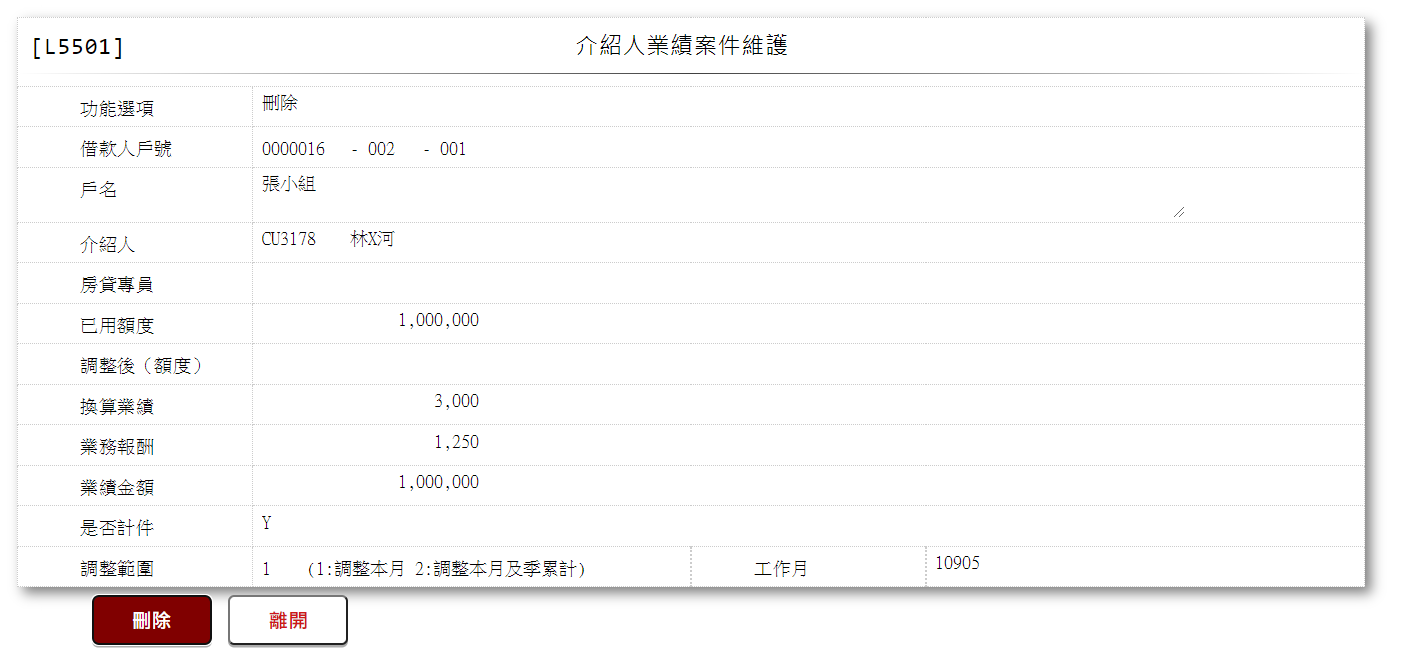 [L5501] 介紹人業績案件維護
功能選項 刪除
借款人戶號 0000016 - 002 - 001
戶名 張小組
介紹人 CU3178 林X河
房貸專員
已用額度 1,000,000
調整後（額度）
換算業績 3,000
業務報酬 1,250
業績金額 1,000,000
是否計件 Y
調整範圍 1 (1:調整本月 2:調整本月及季累計) 工作月 10905
刪除 離開